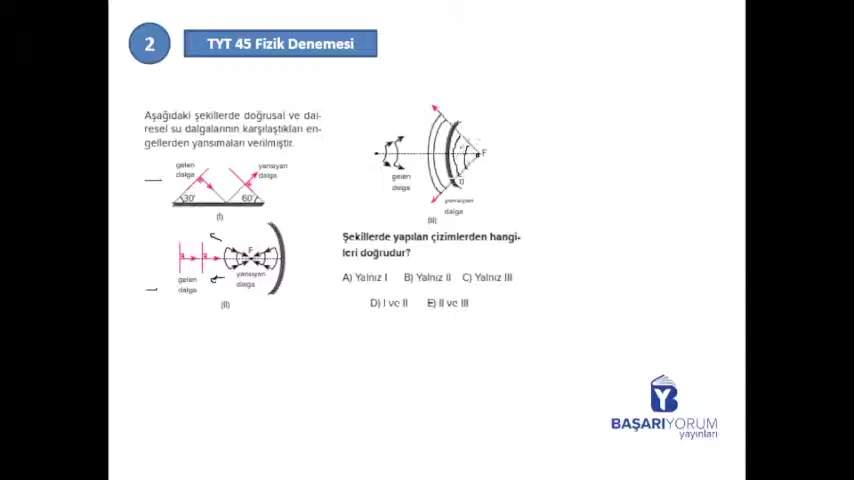 2
TYT 45 Fizik Denemesi
Aşağıdaki şekillerde doğrusal ve dai-
resel su dalgalarının karşılaştıkları en-
gellerden yansımaları verilmiştir.
gelen
dalga
yansıyan
dalga
30°
60°
(I)
F
gelen
dalga
yansıyan
dalga
(II)
F
gelen
dalga
yansıyan
dalga
(III)
Şekillerde yapılan çizimlerden hangi-
leri doğrudur?
A) Yalnız I B) Yalnız II C) Yalnız III
D) I ve II E) II ve III
BAŞARIYORUM
yayınları